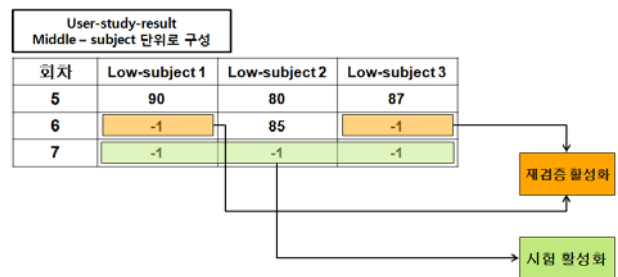 User-study-result
Middle – subject 단위로 구성
회차 Low-subject 1 Low-subject 2 Low-subject 3
5 90 80 87
6 -1 85 -1
7 -1 -1 -1
재검증 활성화
시험 활성화